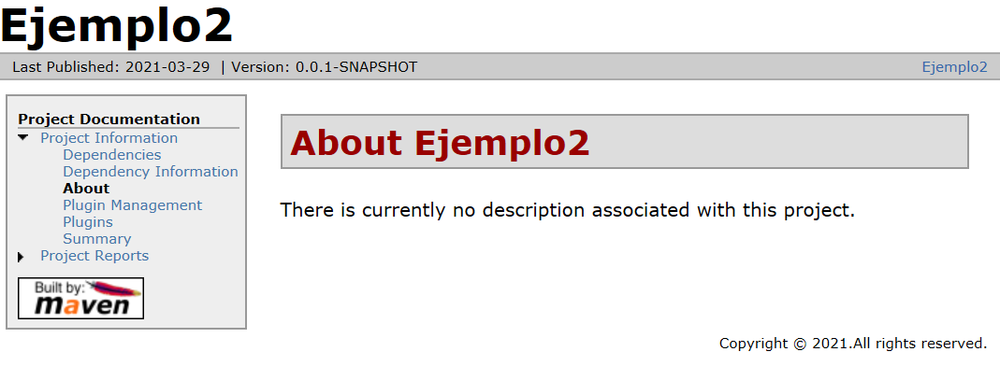 Ejemplo2
Last Published: 2021-03-29 | Version: 0.0.1-SNAPSHOT
Ejemplo2
Project Documentation
Project Information
Dependencies
Dependency Information
About
Plugin Management
Plugins
Summary
Project Reports
Built by:
maven
About Ejemplo2
There is currently no description associated with this project.
Copyright © 2021.All rights reserved.